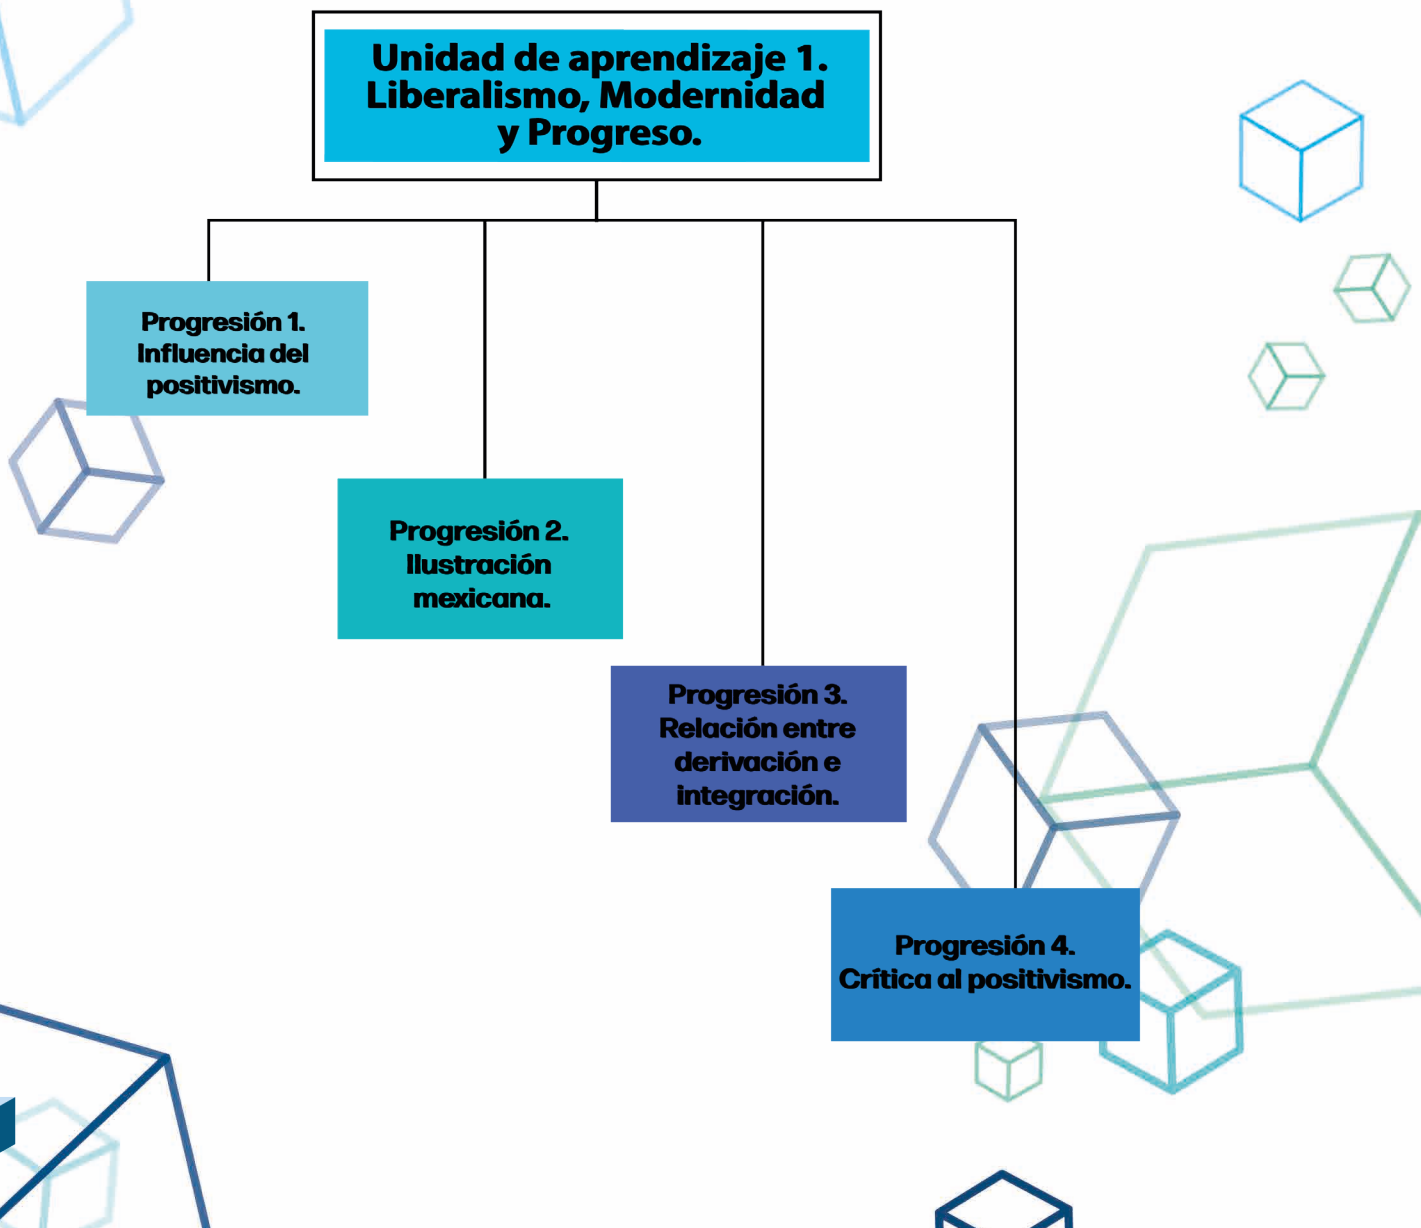 Unidad de aprendizaje 1.
Liberalismo, Modernidad
y Progreso.
Progresión 1.
Influencia del
positivismo.
Progresión 2.
Ilustración
mexicana.
Progresión 3.
Relación entre
derivación e
integración.
Progresión 4.
Crítica al positivismo.